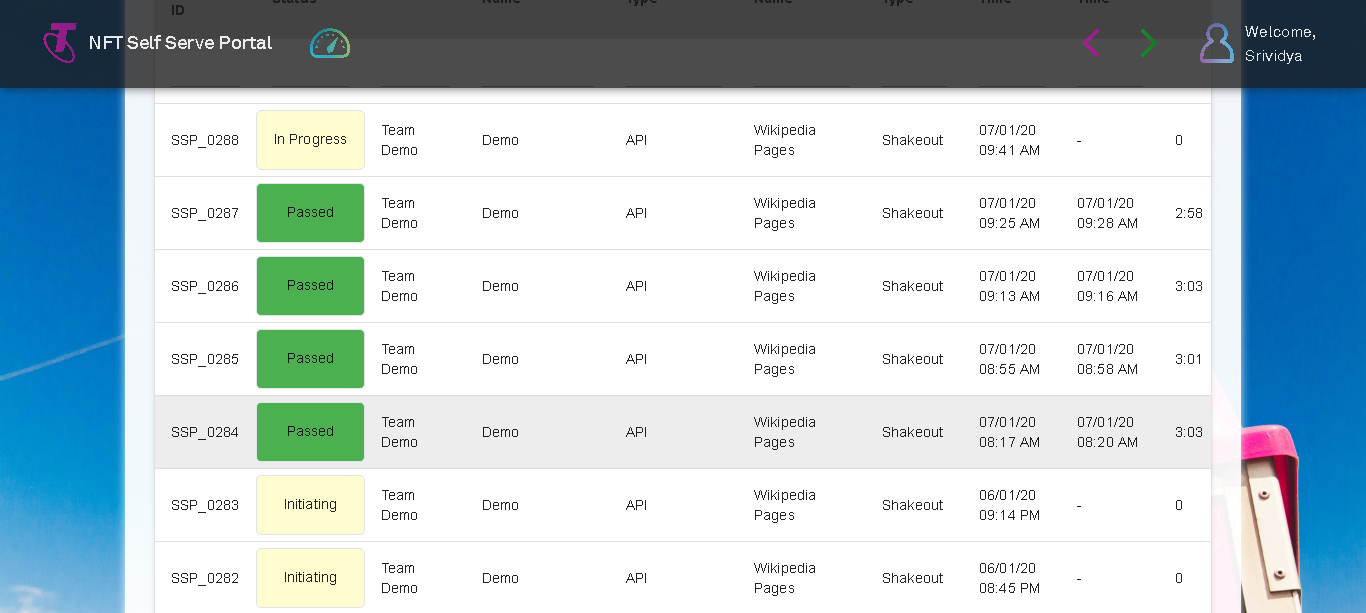 ID Status Name Type Name Type Time Time
NFT Self Serve Portal
Welcome,
Srividya
SSP_0288 In Progress Team Demo Demo API Wikipedia Pages Shakeout 07/01/20 09:41 AM - 0
SSP_0287 Passed Team Demo Demo API Wikipedia Pages Shakeout 07/01/20 09:25 AM 07/01/20 09:28 AM 2:58
SSP_0286 Passed Team Demo Demo API Wikipedia Pages Shakeout 07/01/20 09:13 AM 07/01/20 09:16 AM 3:03
SSP_0285 Passed Team Demo Demo API Wikipedia Pages Shakeout 07/01/20 08:55 AM 07/01/20 08:58 AM 3:01
SSP_0284 Passed Team Demo Demo API Wikipedia Pages Shakeout 07/01/20 08:17 AM 07/01/20 08:20 AM 3:03
SSP_0283 Initiating Team Demo Demo API Wikipedia Pages Shakeout 06/01/20 09:14 PM - 0
SSP_0282 Initiating Team Demo Demo API Wikipedia Pages Shakeout 06/01/20 08:45 PM - 0